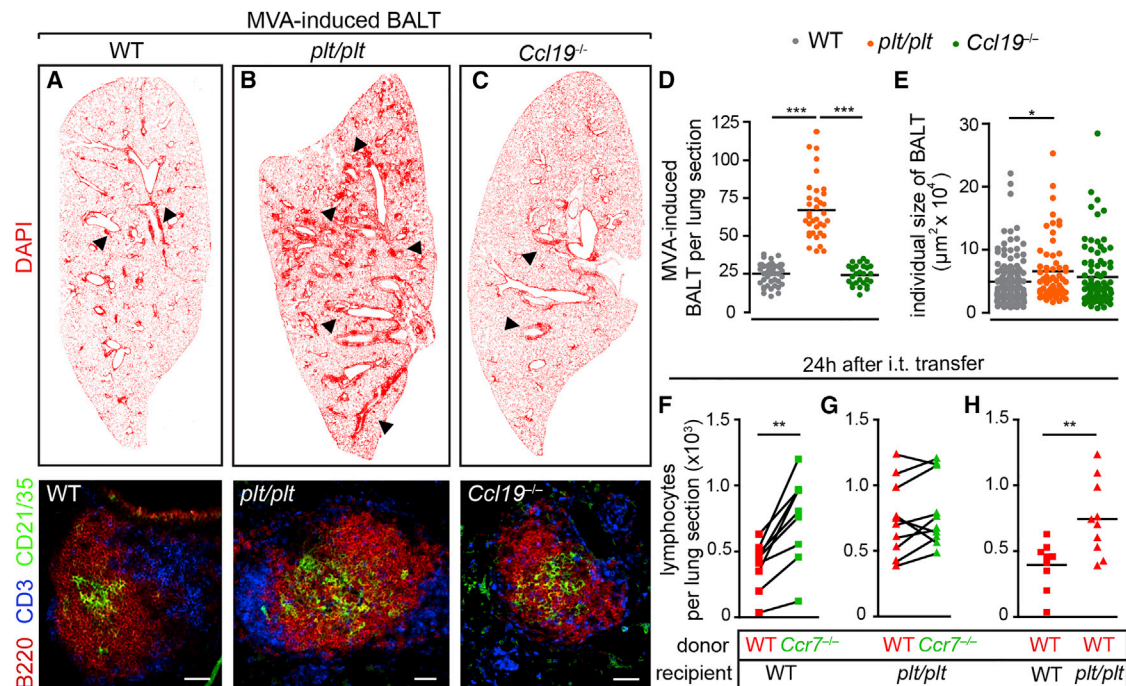 MVA-induced BALT
WT plt/plt Ccl19⁻/⁻
WT plt/plt Ccl19⁻/⁻
A B C D E
DAPI
MVA-induced
BALT per lung section
125
100
75
50
25
0
*** ***
individual size of BALT
(µm² x 10⁴)
30
20
10
0
*
24h after i.t. transfer
F G H
CD21/35
CD3
B220
WT plt/plt Ccl19⁻/⁻
lymphocytes
per lung section (x10³)
1.5
1.0
0.5
0
**
1.5
1.0
0.5
0
1.5
1.0
0.5
0
**
donor WT Ccr7⁻/⁻ WT Ccr7⁻/⁻ WT WT
recipient WT plt/plt WT plt/plt